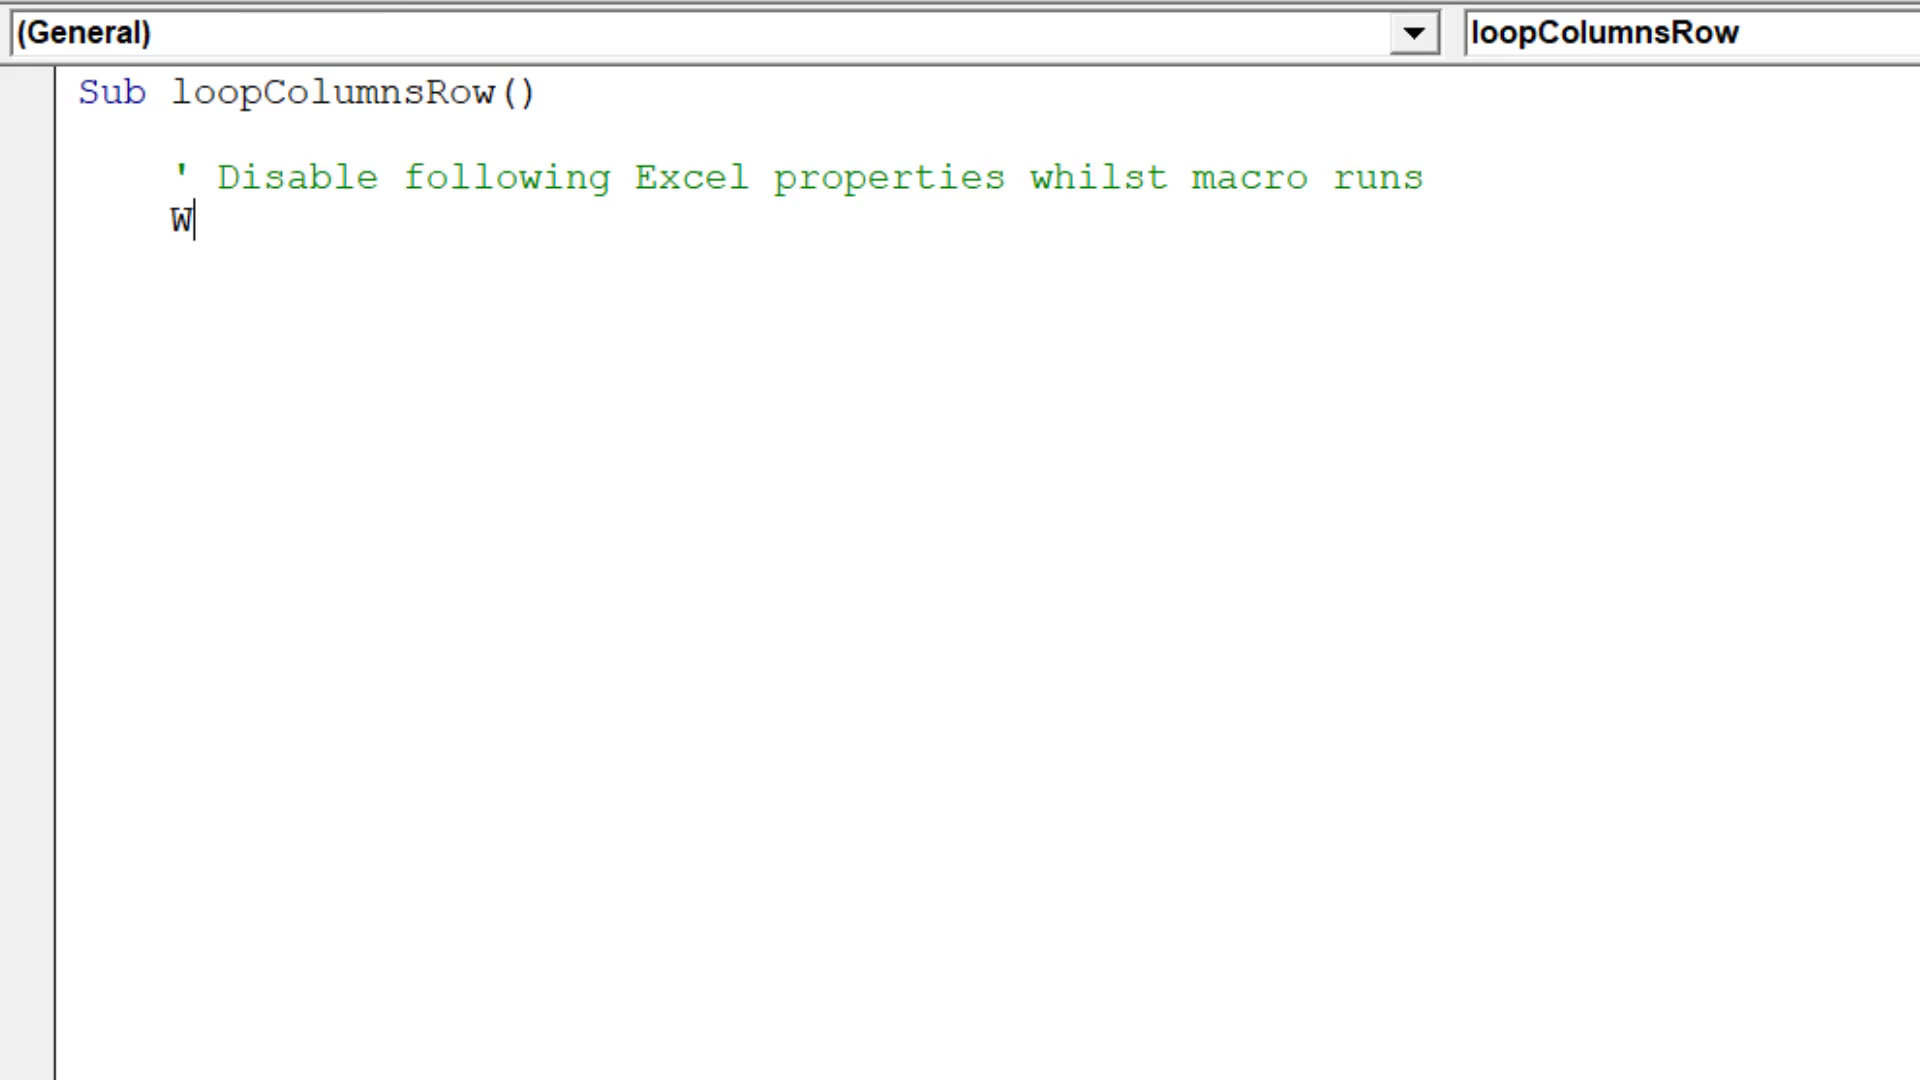 (General)
loopColumnsRow
Sub loopColumnsRow()
' Disable following Excel properties whilst macro runs
W